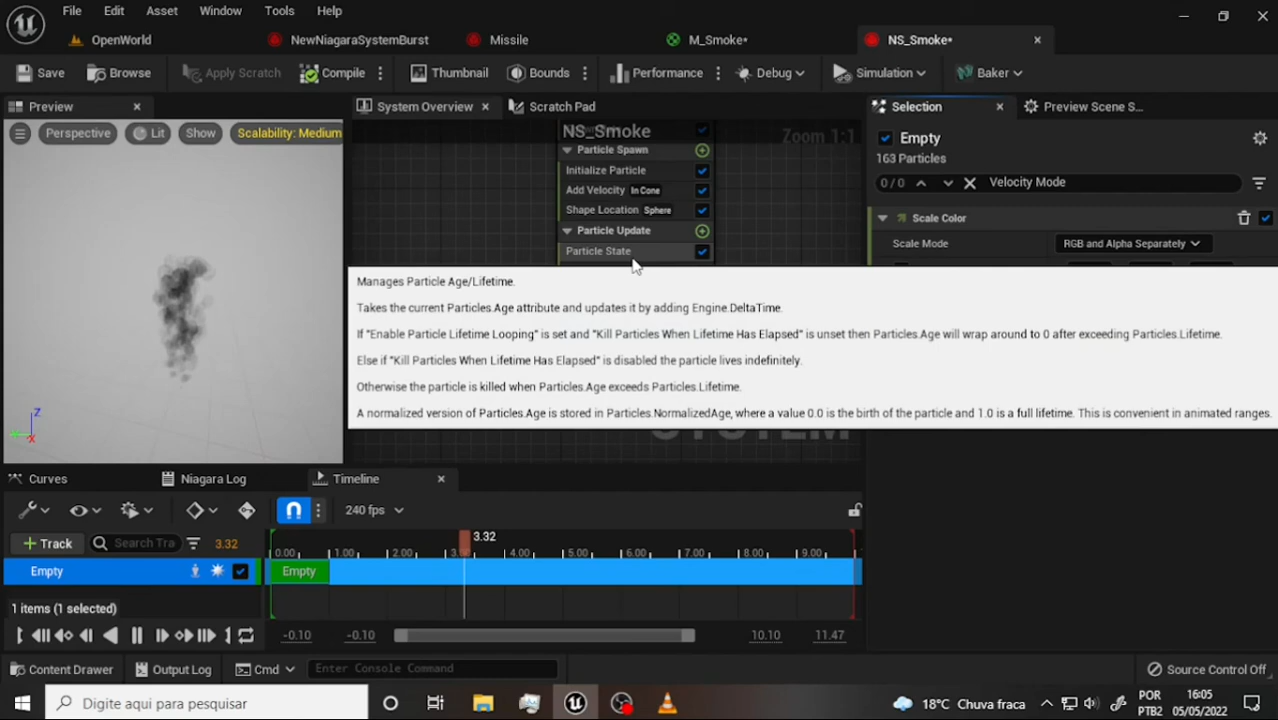 File Edit Asset Window Tools Help
OpenWorld NewNiagaraSystemBurst Missile M_Smoke* NS_Smoke*
Save Browse Apply Scratch Compile Thumbnail Bounds Performance Debug Simulation Baker
Preview System Overview Scratch Pad Selection Preview Scene S...
Perspective Lit Show Scalability: Medium
NS_Smoke
Zoom 1:1
Empty
163 Particles
Particle Spawn
Initialize Particle
0/0 Velocity Mode
Add Velocity In Cone
Shape Location Sphere
Scale Color
Particle Update
Scale Mode RGB and Alpha Separately
Particle State
Manages Particle Age/Lifetime.
Takes the current Particles.Age attribute and updates it by adding Engine.DeltaTime.
If "Enable Particle Lifetime Looping" is set and "Kill Particles When Lifetime Has Elapsed" is unset then Particles.Age will wrap around to 0 after exceeding Particles.Lifetime.
Else if "Kill Particles When Lifetime Has Elapsed" is disabled the particle lives indefinitely.
Otherwise the particle is killed when Particles.Age exceeds Particles.Lifetime.
A normalized version of Particles.Age is stored in Particles.NormalizedAge, where a value 0.0 is the birth of the particle and 1.0 is a full lifetime. This is convenient in animated ranges.
SYSTEM
Z
X
Curves Niagara Log Timeline
240 fps
Track Search Tra 3.32
3.32
0.00 1.00 2.00 3.0 4.00 5.00 6.00 7.00 8.00 9.00
Empty Empty
1 items (1 selected)
-0.10 -0.10 10.10 11.47
Content Drawer Output Log Cmd Enter Console Command Source Control Off
Digite aqui para pesquisar 18°C Chuva fraca POR PTB2 16:05 05/05/2022